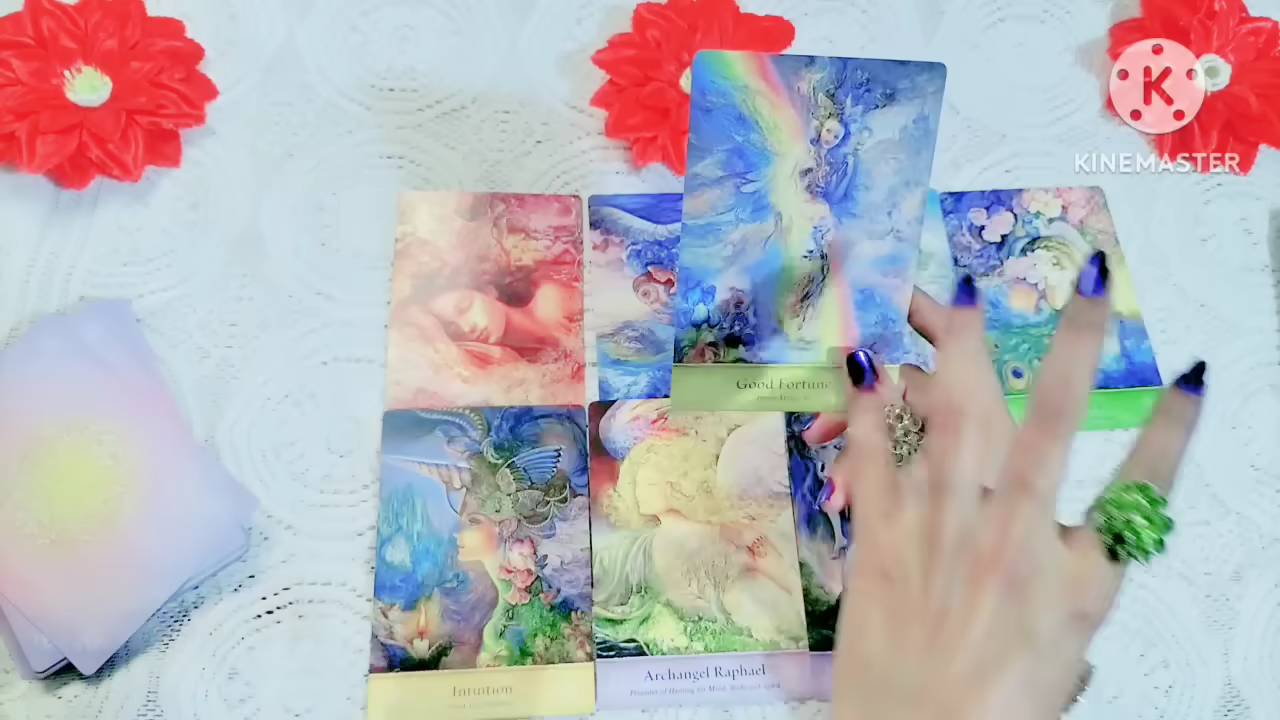 K
KINEMASTER
Good Fortune
Intuition
Archangel Raphael